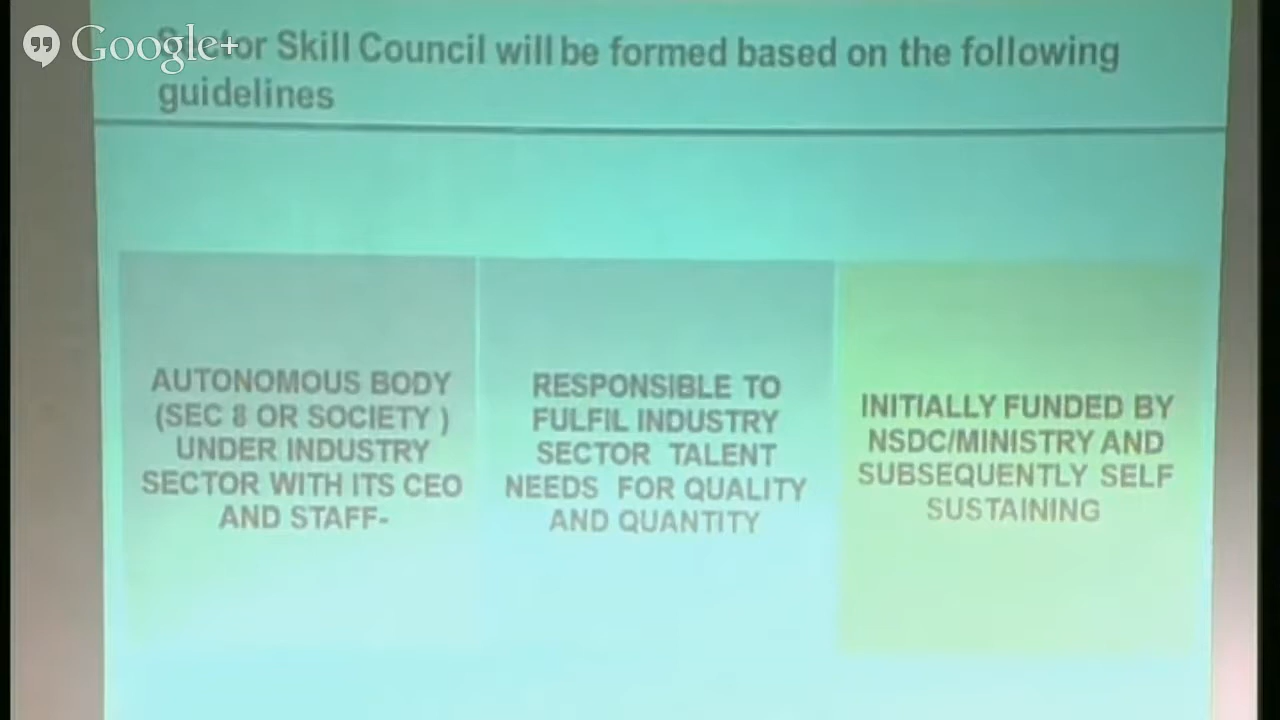 Google+
Sector Skill Council will be formed based on the following
guidelines
AUTONOMOUS BODY
(SEC 8 OR SOCIETY )
UNDER INDUSTRY
SECTOR WITH ITS CEO
AND STAFF-
RESPONSIBLE TO
FULFIL INDUSTRY
SECTOR TALENT
NEEDS FOR QUALITY
AND QUANTITY
INITIALLY FUNDED BY
NSDC/MINISTRY AND
SUBSEQUENTLY SELF
SUSTAINING